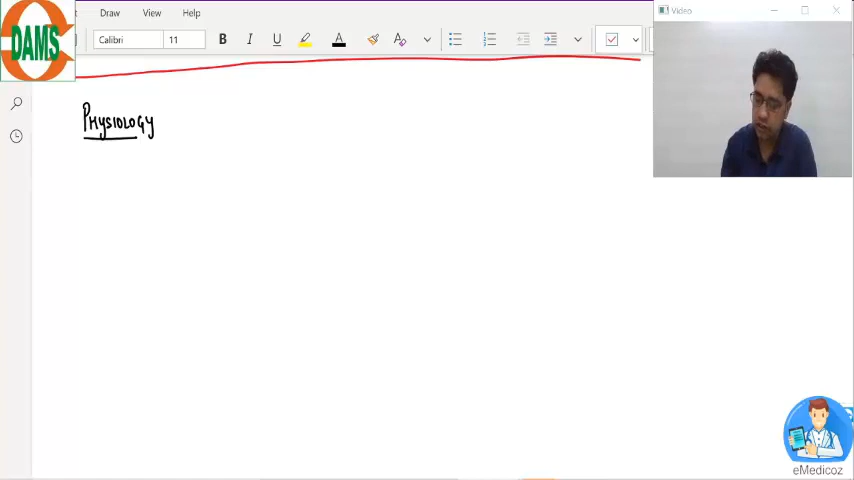 DAMS
Draw View Help
Video
Calibri 11 B I U A A
Physiology
eMedicoz